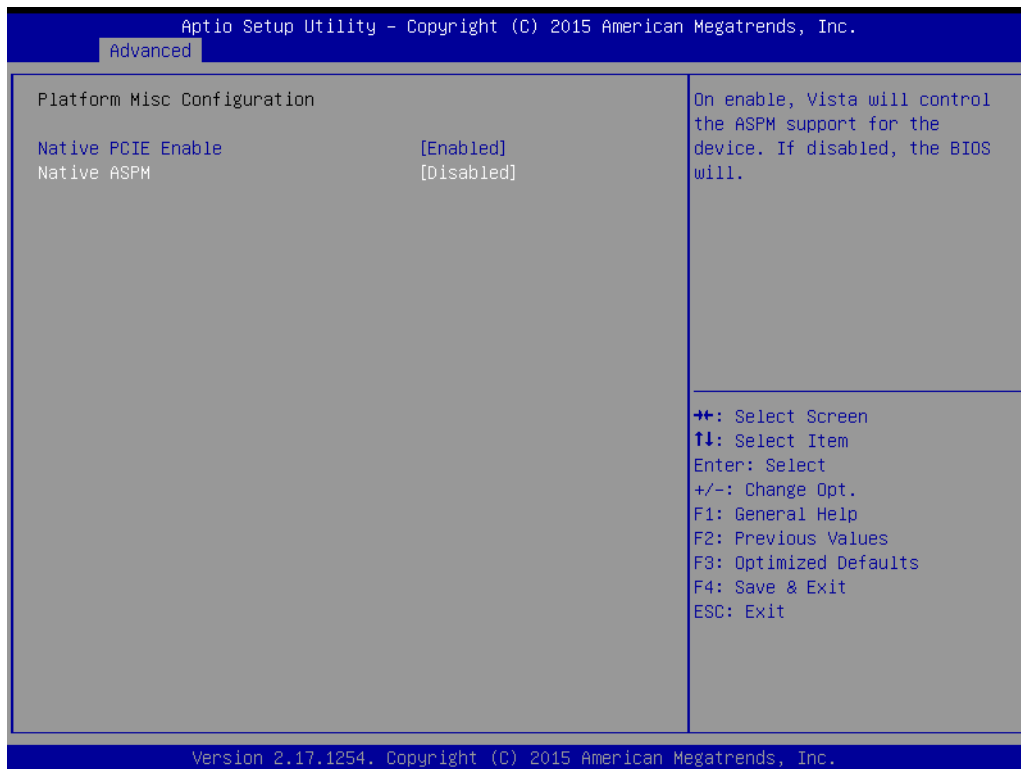 Aptio Setup Utility – Copyright (C) 2015 American Megatrends, Inc.
Advanced
Platform Misc Configuration
Native PCIE Enable [Enabled]
Native ASPM [Disabled]
On enable, Vista will control
the ASPM support for the
device. If disabled, the BIOS
will.
→←: Select Screen
↑↓: Select Item
Enter: Select
+/-: Change Opt.
F1: General Help
F2: Previous Values
F3: Optimized Defaults
F4: Save & Exit
ESC: Exit
Version 2.17.1254. Copyright (C) 2015 American Megatrends, Inc.